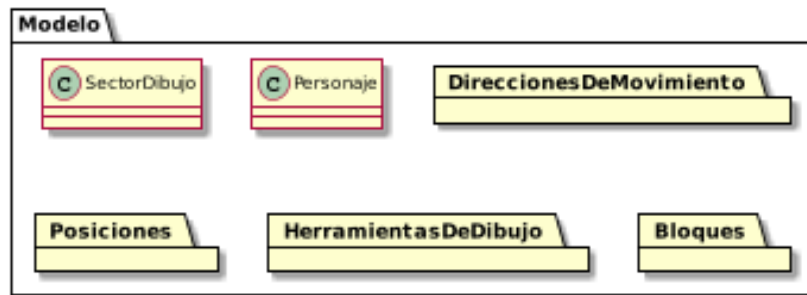 Modelo
C SectorDibujo
C Personaje
DireccionesDeMovimiento
Posiciones
HerramientasDeDibujo
Bloques